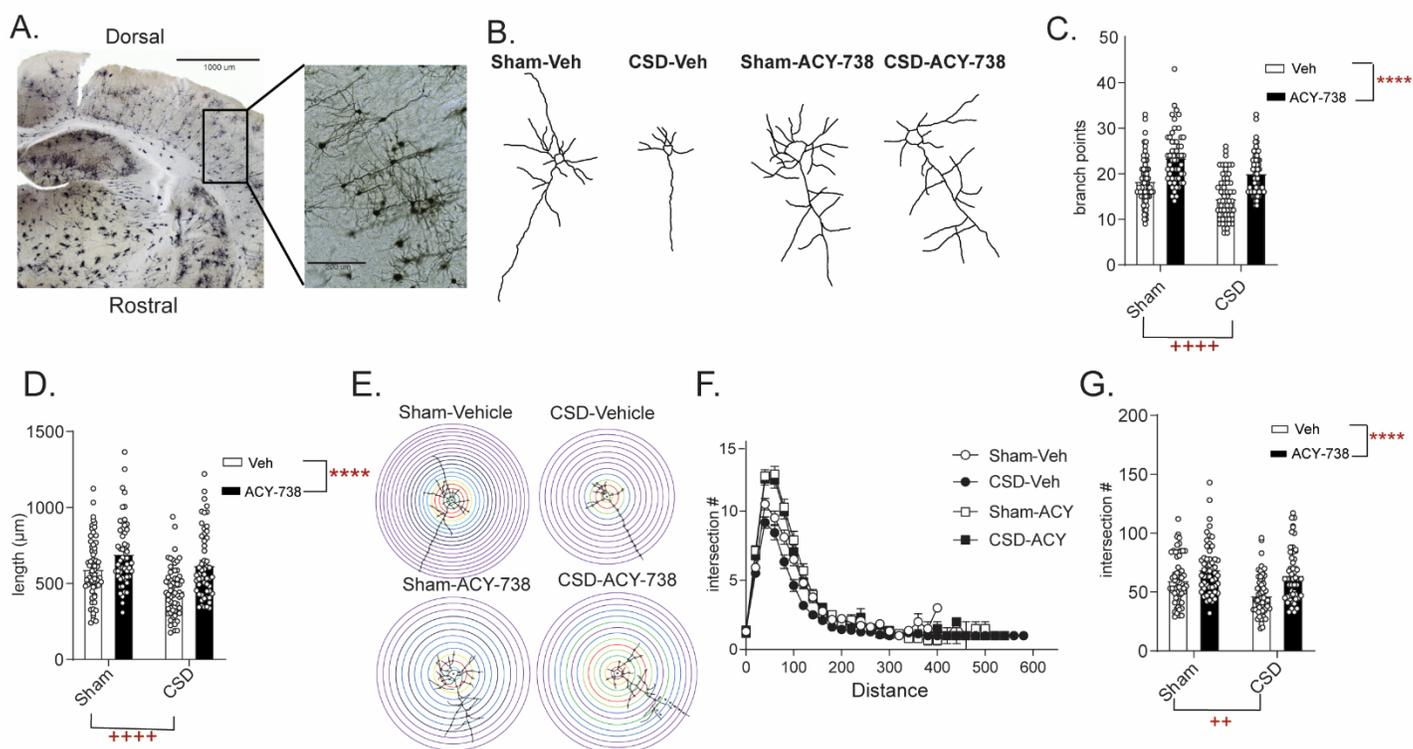 A.
Dorsal
1000 um
200 um
Rostral
B.
Sham-Veh CSD-Veh Sham-ACY-738 CSD-ACY-738
C.
50
40
30
20
10
0
branch points
Veh
ACY-738
****
Sham
CSD
++++
D.
1500
1000
500
0
length (µm)
Veh
ACY-738
****
Sham
CSD
++++
E.
Sham-Vehicle
CSD-Vehicle
Sham-ACY-738
CSD-ACY-738
F.
15
10
5
0
intersection #
Sham-Veh
CSD-Veh
Sham-ACY
CSD-ACY
0 100 200 300 400 500 600
Distance
G.
200
150
100
50
0
intersection #
Veh
ACY-738
****
Sham
CSD
++